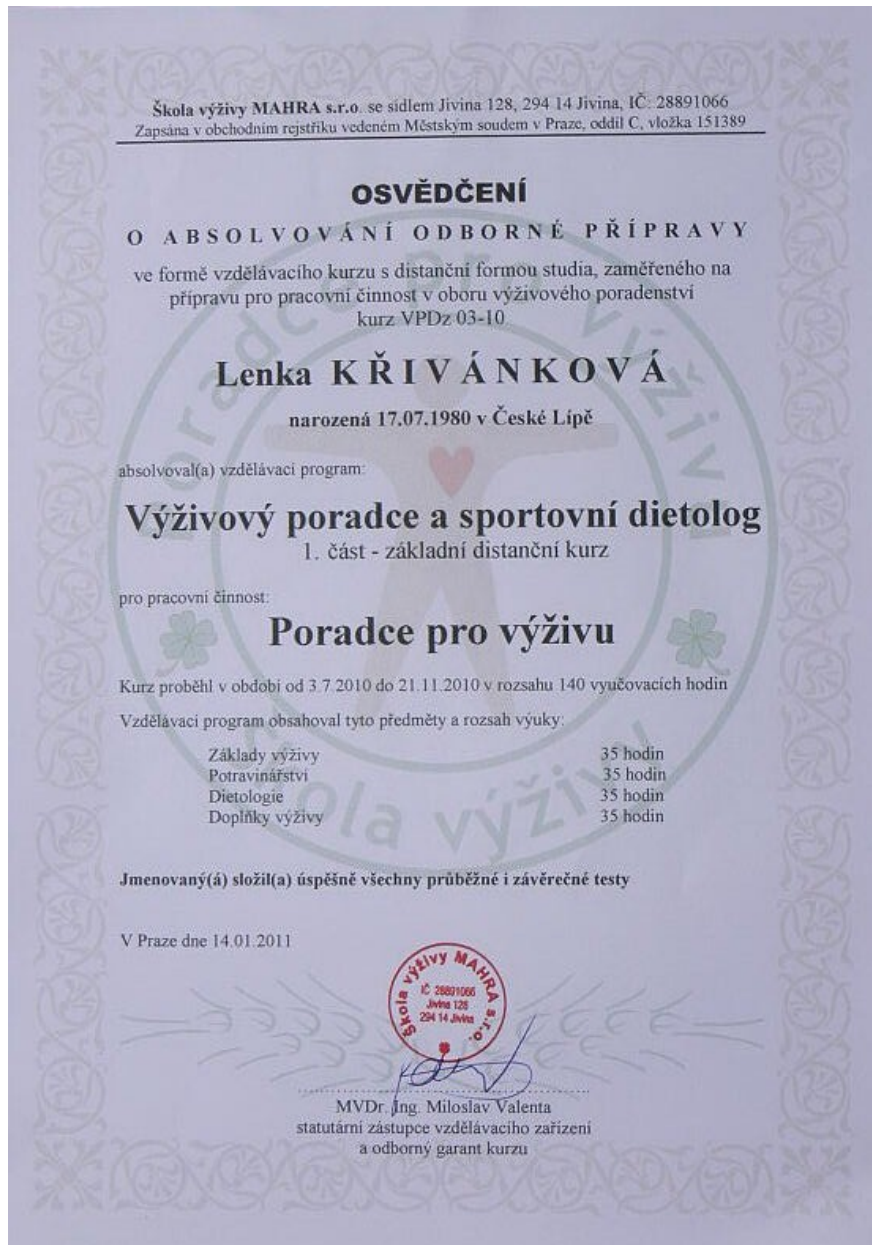 Škola výživy MAHRA s.r.o. se sídlem Jivina 128, 294 14 Jivina, IČ: 28891066
Zapsána v obchodním rejstříku vedeném Městským soudem v Praze, oddíl C, vložka 151389
OSVĚDČENÍ
O ABSOLVOVÁNÍ ODBORNÉ PŘÍPRAVY
ve formě vzdělávacího kurzu s distanční formou studia, zaměřeného na
přípravu pro pracovní činnost v oboru výživového poradenství
kurz VPDz 03-10
Lenka KŘIVÁNKOVÁ
narozená 17.07.1980 v České Lípě
absolvoval(a) vzdělávací program:
Výživový poradce a sportovní dietolog
1. část - základní distanční kurz
pro pracovní činnost:
Poradce pro výživu
Kurz proběhl v období od 3.7.2010 do 21.11.2010 v rozsahu 140 vyučovacích hodin
Vzdělávací program obsahoval tyto předměty a rozsah výuky:
Základy výživy 35 hodin
Potravinářství 35 hodin
Dietologie 35 hodin
Doplňky výživy 35 hodin
Jmenovaný(á) složil(a) úspěšně všechny průběžné i závěrečné testy
V Praze dne 14.01.2011
Škola výživy MAHRA s.r.o.
IČ 28891066
Jivina 128
294 14 Jivina
MVDr. Ing. Miloslav Valenta
statutární zástupce vzdělávacího zařízení
a odborný garant kurzu
poradce pro výživu
škola výživy